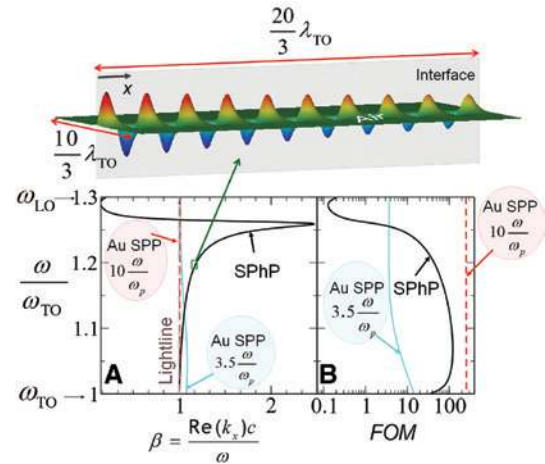 20/3 λTO
Interface
x
Air
10/3 λTO
ωLO→
1.3
Au SPP
10 ω/ωp
SPhP
ω/ωTO
1.2
Lightline
Au SPP
3.5 ω/ωp
1.1
A
ωTO→
1
1
2
β = Re(kx)c/ω
Au SPP
10 ω/ωp
Au SPP
3.5 ω/ωp
SPhP
B
0.1
1
10
100
FOM